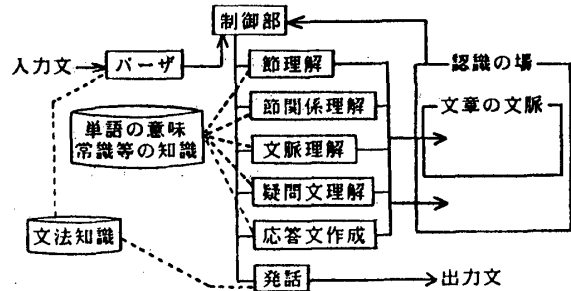 制御部
入力文
パーザ
節理解
認識の場
節関係理解
文章の文脈
単語の意味
常識等の知識
文脈理解
疑問文理解
文法知識
応答文作成
発話
出力文